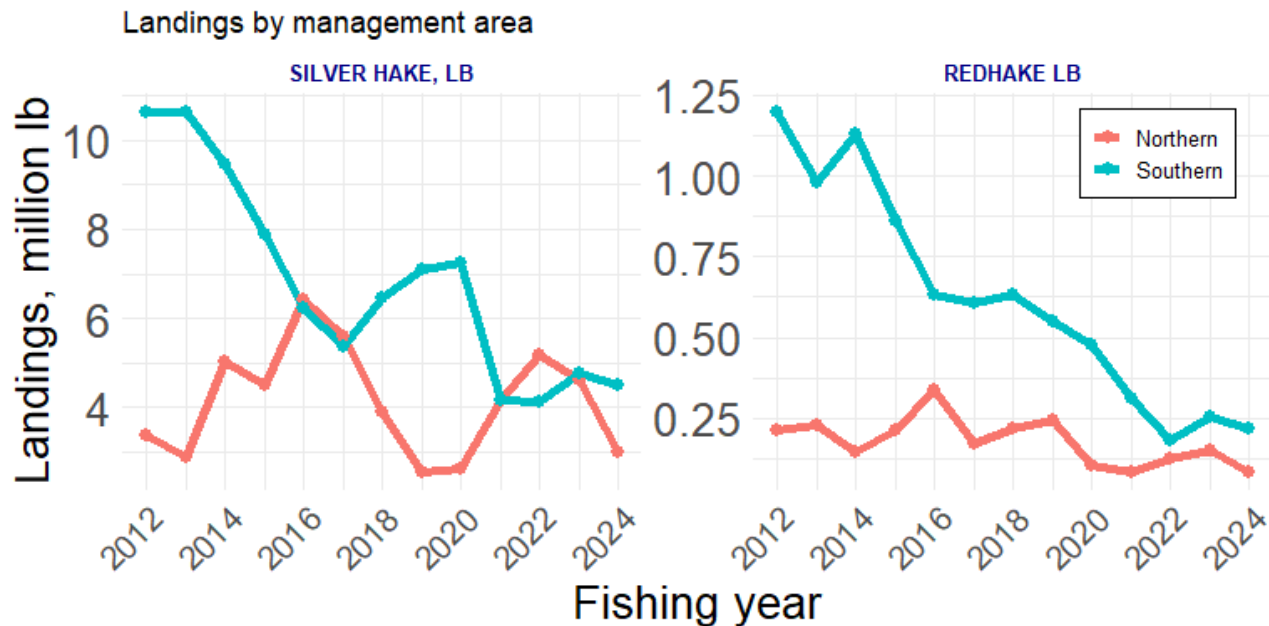 Landings by management area
SILVER HAKE, LB
REDHAKE LB
Landings, million lb
10
8
6
4
1.25
1.00
0.75
0.50
0.25
Northern
Southern
2012 2014 2016 2018 2020 2022 2024
2012 2014 2016 2018 2020 2022 2024
Fishing year